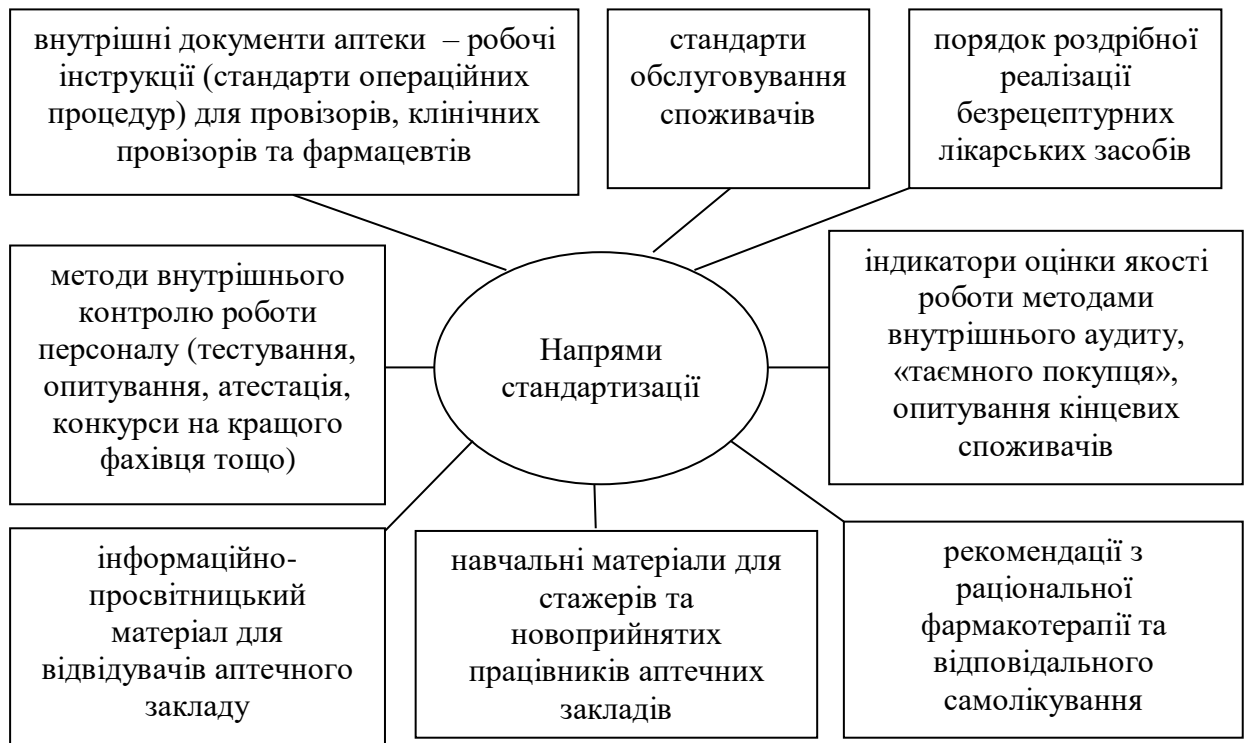 внутрішні документи аптеки – робочі
інструкції (стандарти операційних
процедур) для провізорів, клінічних
провізорів та фармацевтів
стандарти
обслуговування
споживачів
порядок роздрібної
реалізації
безрецептурних
лікарських засобів
методи внутрішнього
контролю роботи
персоналу (тестування,
опитування, атестація,
конкурси на кращого
фахівця тощо)
Напрями
стандартизації
індикатори оцінки якості
роботи методами
внутрішнього аудиту,
«таємного покупця»,
опитування кінцевих
споживачів
інформаційно-
просвітницький
матеріал для
відвідувачів аптечного
закладу
навчальні матеріали для
стажерів та
новоприйнятих
працівників аптечних
закладів
рекомендації з
раціональної
фармакотерапії та
відповідального
самолікування